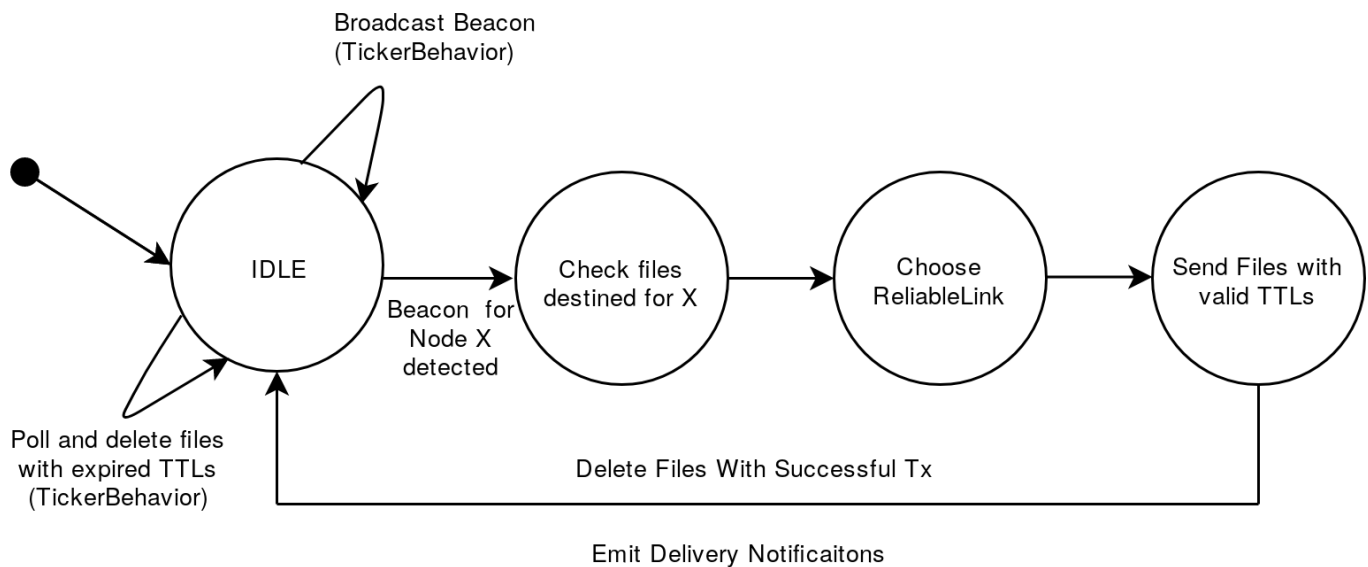 Broadcast Beacon
(TickerBehavior)
IDLE
Beacon for
Node X
detected
Check files
destined for X
Choose
ReliableLink
Send Files with
valid TTLs
Poll and delete files
with expired TTLs
(TickerBehavior)
Delete Files With Successful Tx
Emit Delivery Notificaitons